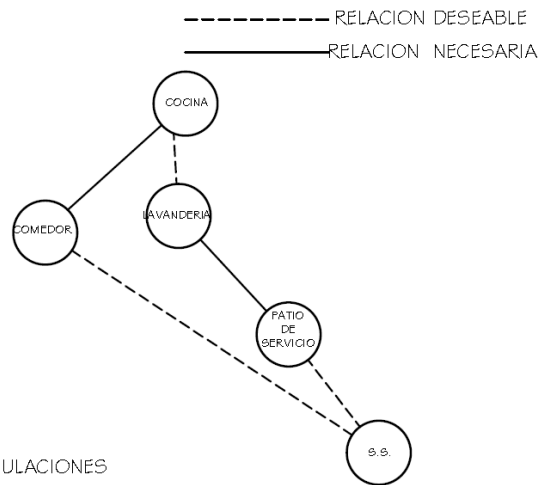 RELACION DESEABLE
RELACION NECESARIA
COCINA
LAVANDERIA
COMEDOR
PATIO
DE
SERVICIO
S.S.
ULACIONES